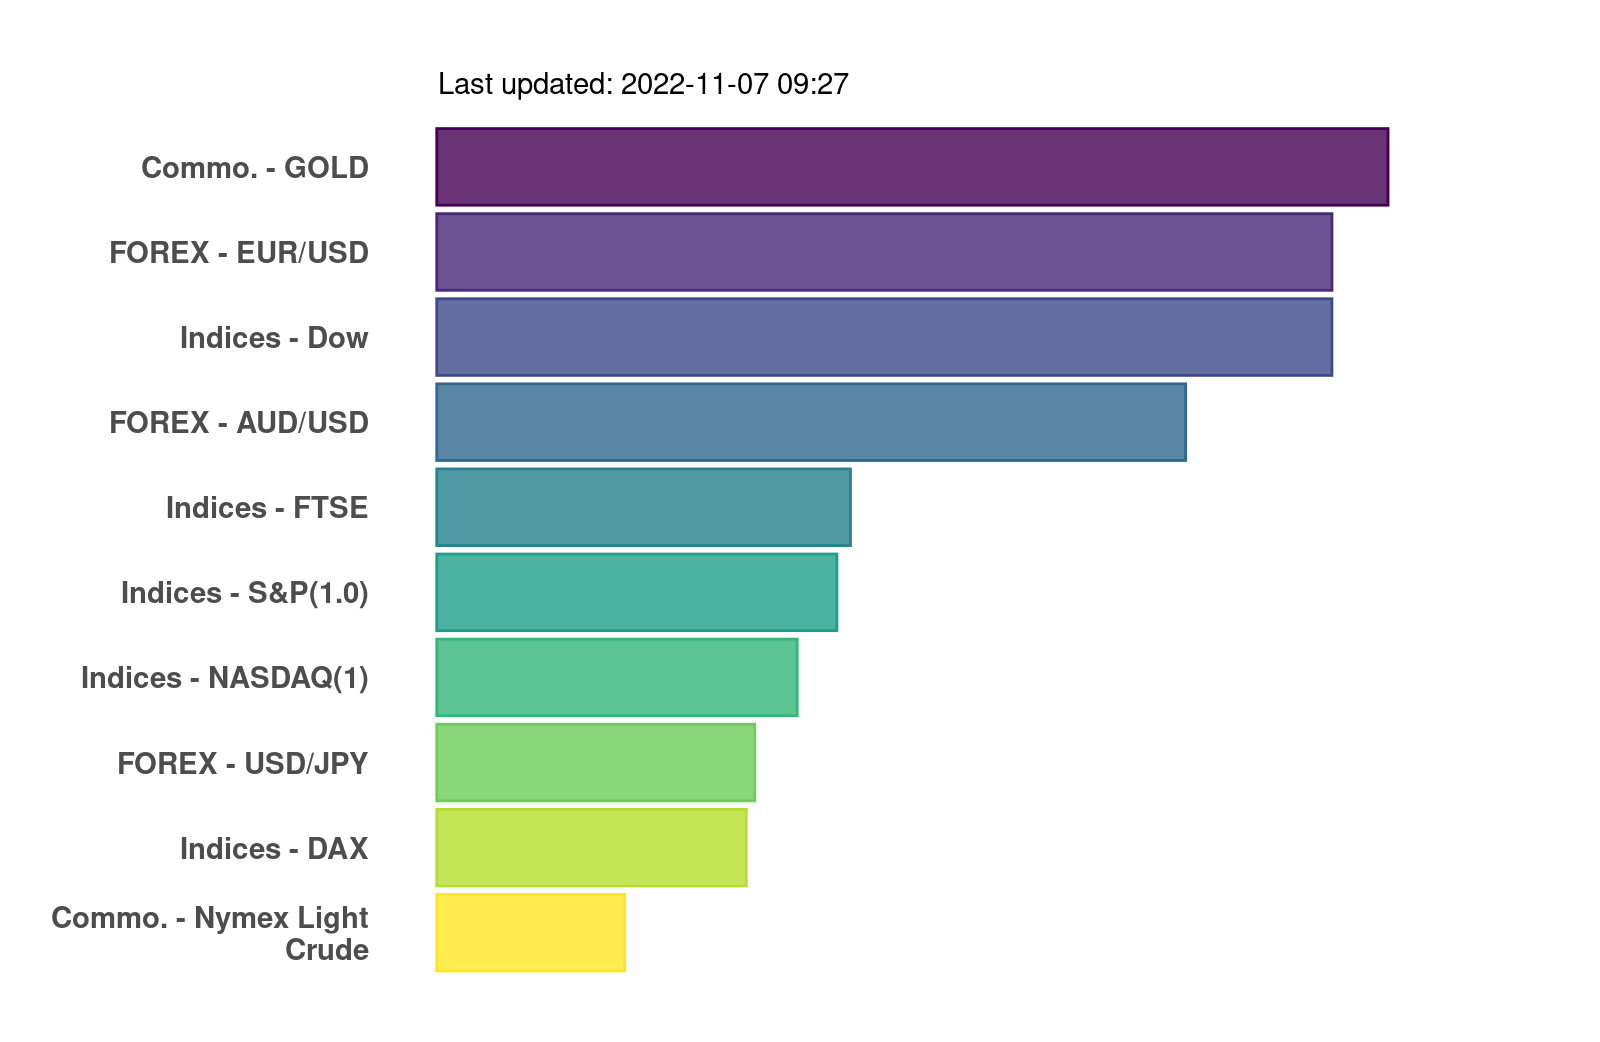 Last updated: 2022-11-07 09:27
Commo. - GOLD
FOREX - EUR/USD
Indices - Dow
FOREX - AUD/USD
Indices - FTSE
Indices - S&P(1.0)
Indices - NASDAQ(1)
FOREX - USD/JPY
Indices - DAX
Commo. - Nymex Light
Crude